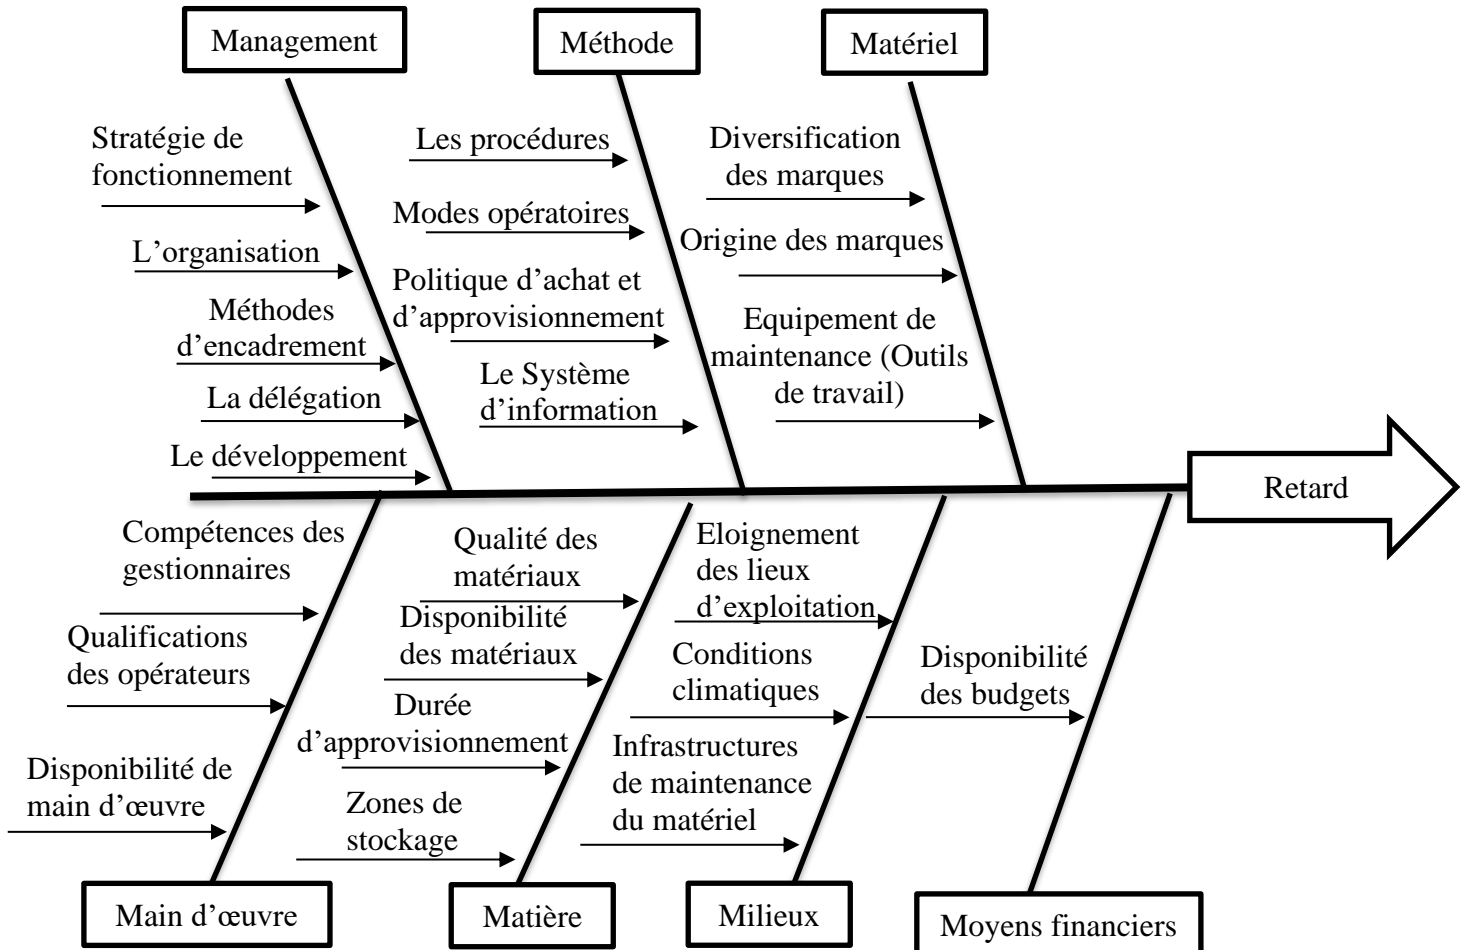 Management
Méthode
Matériel
Stratégie de
fonctionnement
L’organisation
Méthodes
d’encadrement
La délégation
Le développement
Les procédures
Modes opératoires
Politique d’achat et
d’approvisionnement
Le Système
d’information
Diversification
des marques
Origine des marques
Equipement de
maintenance (Outils
de travail)
Retard
Compétences des
gestionnaires
Qualifications
des opérateurs
Disponibilité de
main d’œuvre
Qualité des
matériaux
Disponibilité
des matériaux
Durée
d’approvisionnement
Zones de
stockage
Eloignement
des lieux
d’exploitation
Conditions
climatiques
Infrastructures
de maintenance
du matériel
Disponibilité
des budgets
Main d’œuvre
Matière
Milieux
Moyens financiers